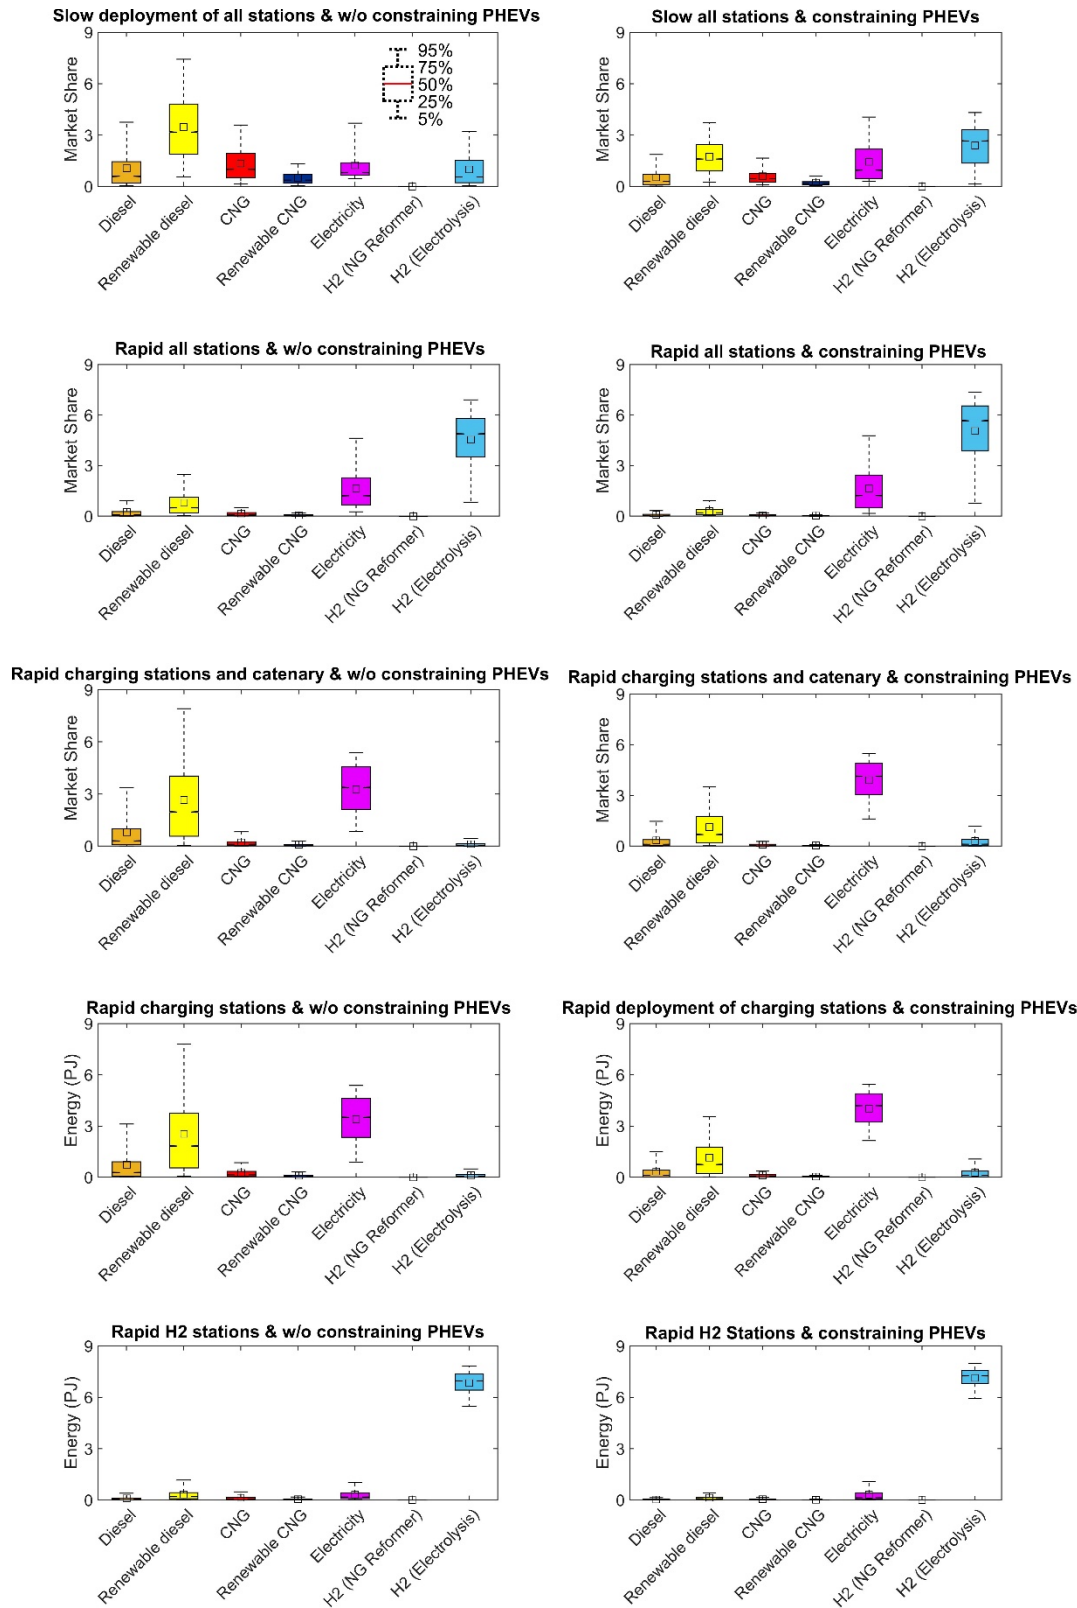 Slow deployment of all stations & w/o constraining PHEVs
Market Share
9
6
3
0
95%
75%
50%
25%
5%
Diesel
Renewable diesel
CNG
Renewable CNG
Electricity
H2 (NG Reformer)
H2 (Electrolysis)
Slow all stations & constraining PHEVs
Market Share
9
6
3
0
Diesel
Renewable diesel
CNG
Renewable CNG
Electricity
H2 (NG Reformer)
H2 (Electrolysis)
Rapid all stations & w/o constraining PHEVs
Market Share
9
6
3
0
Diesel
Renewable diesel
CNG
Renewable CNG
Electricity
H2 (NG Reformer)
H2 (Electrolysis)
Rapid all stations & constraining PHEVs
Market Share
9
6
3
0
Diesel
Renewable diesel
CNG
Renewable CNG
Electricity
H2 (NG Reformer)
H2 (Electrolysis)
Rapid charging stations and catenary & w/o constraining PHEVs
Market Share
9
6
3
0
Diesel
Renewable diesel
CNG
Renewable CNG
Electricity
H2 (NG Reformer)
H2 (Electrolysis)
Rapid charging stations and catenary & constraining PHEVs
Market Share
9
6
3
0
Diesel
Renewable diesel
CNG
Renewable CNG
Electricity
H2 (NG Reformer)
H2 (Electrolysis)
Rapid charging stations & w/o constraining PHEVs
Energy (PJ)
9
6
3
0
Diesel
Renewable diesel
CNG
Renewable CNG
Electricity
H2 (NG Reformer)
H2 (Electrolysis)
Rapid deployment of charging stations & constraining PHEVs
Energy (PJ)
9
6
3
0
Diesel
Renewable diesel
CNG
Renewable CNG
Electricity
H2 (NG Reformer)
H2 (Electrolysis)
Rapid H2 stations & w/o constraining PHEVs
Energy (PJ)
9
6
3
0
Diesel
Renewable diesel
CNG
Renewable CNG
Electricity
H2 (NG Reformer)
H2 (Electrolysis)
Rapid H2 Stations & constraining PHEVs
Energy (PJ)
9
6
3
0
Diesel
Renewable diesel
CNG
Renewable CNG
Electricity
H2 (NG Reformer)
H2 (Electrolysis)